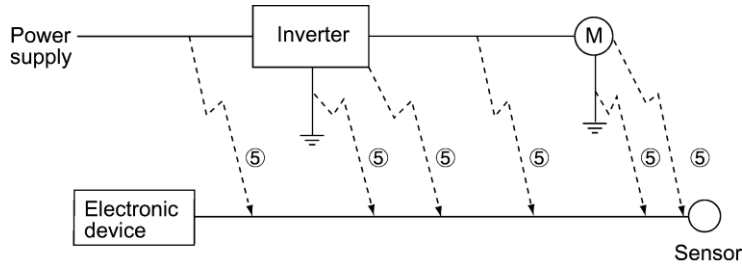 Power
supply
Inverter
M
⑤
⑤
⑤
⑤
⑤
⑤
Electronic
device
Sensor